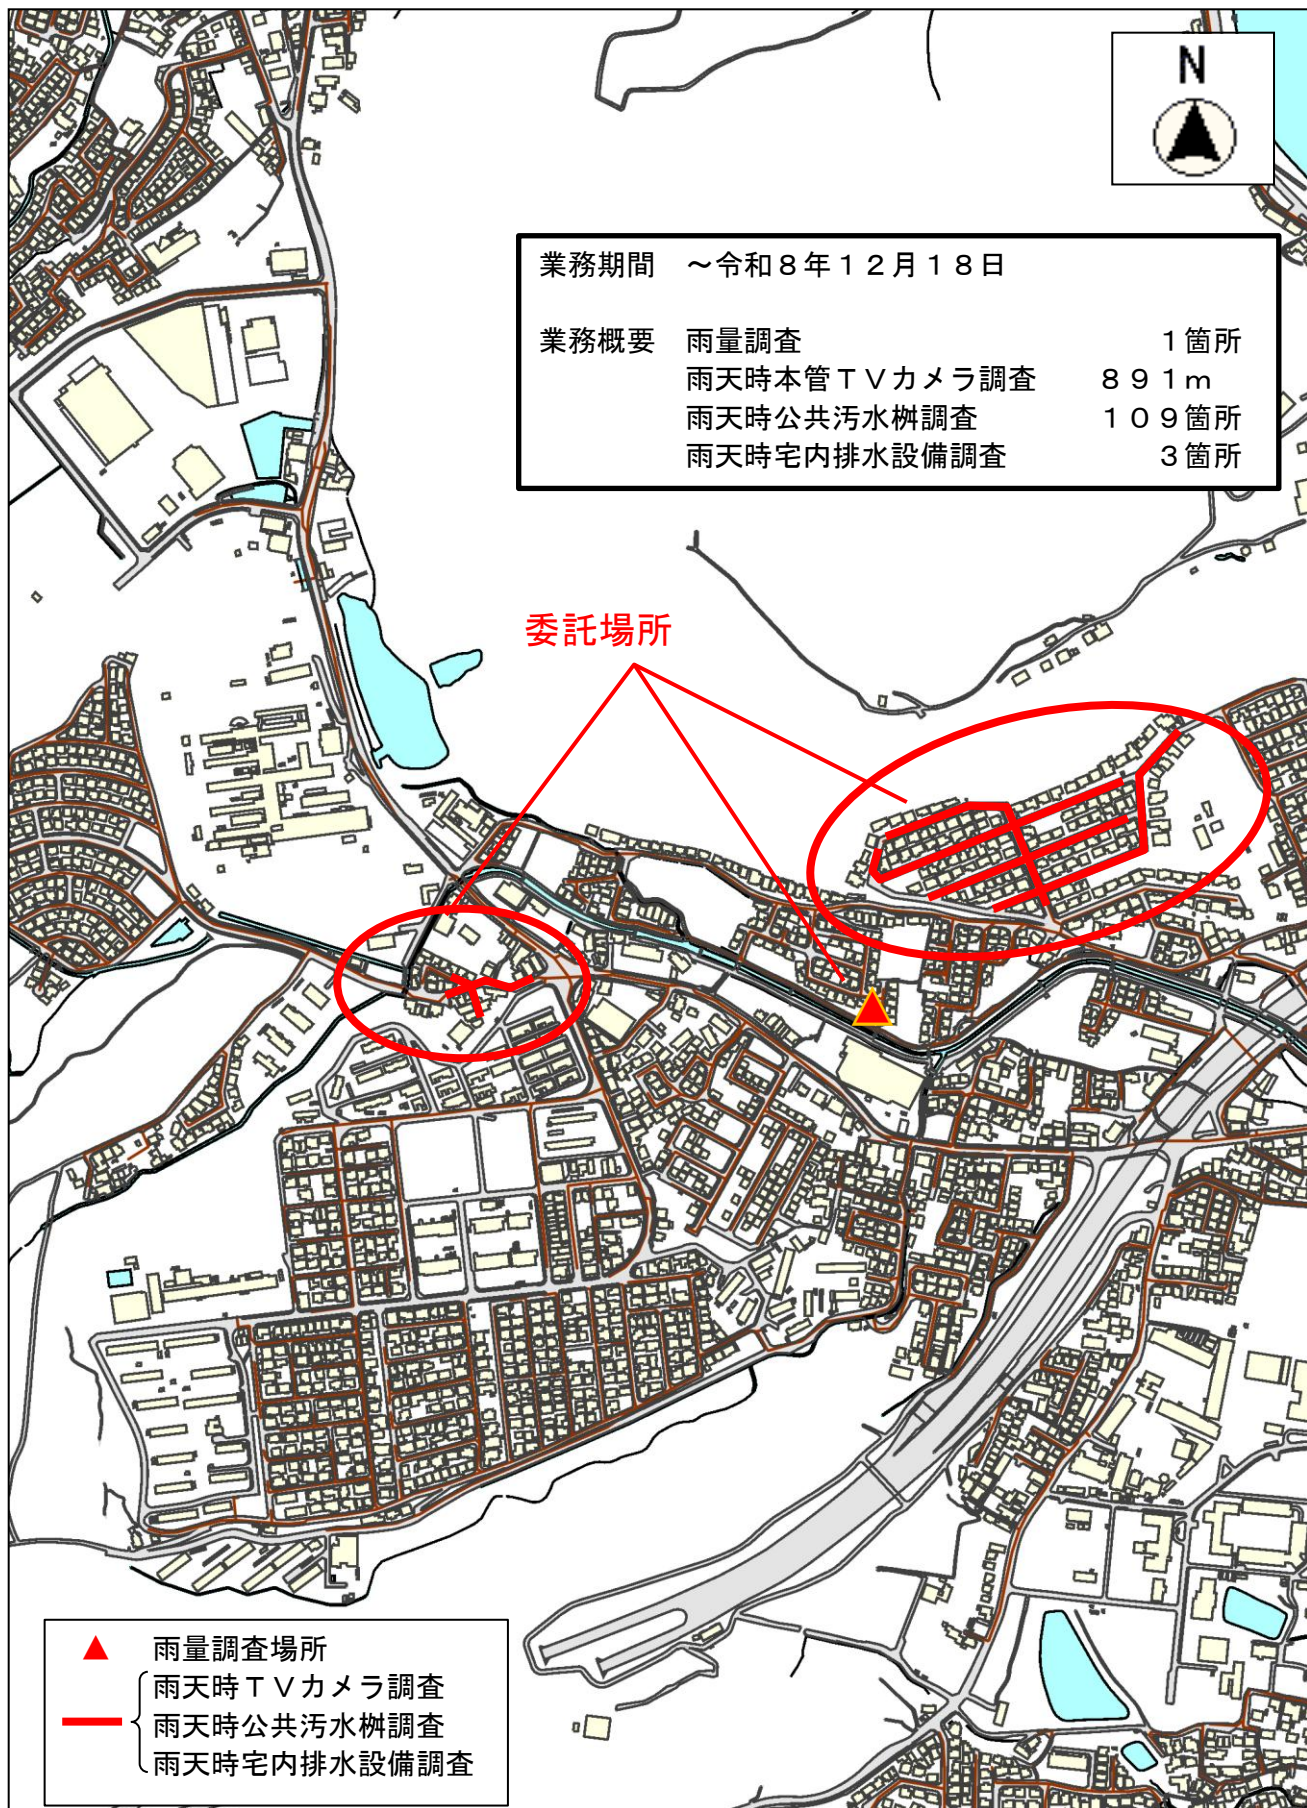 N
業務期間　～令和８年１２月１８日
業務概要　雨量調査　１箇所
雨天時本管ＴＶカメラ調査　８９１ｍ
雨天時公共汚水桝調査　１０９箇所
雨天時宅内排水設備調査　３箇所
委託場所
雨量調査場所
雨天時ＴＶカメラ調査
雨天時公共汚水桝調査
雨天時宅内排水設備調査